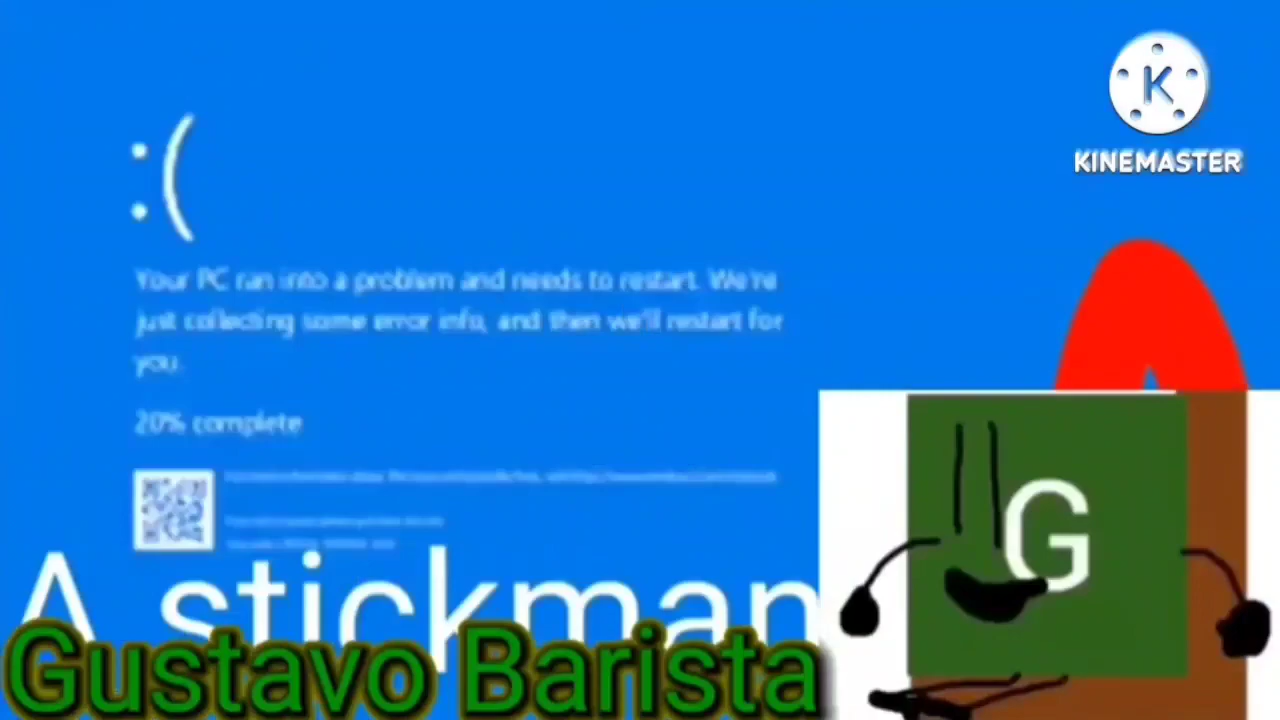 K
KINEMASTER
:(
Your PC ran into a problem and needs to restart. We're
just collecting some error info, and then we'll restart for
you.
20% complete
G
A stickman
Gustavo Barista